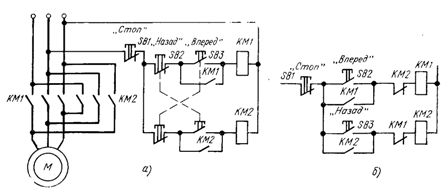 „Стоп"
SB1 „Назад" „Вперед"
SB2 SB3 KM1
KM1
KM1 KM2
KM2
KM2
M
а)
„Стоп" „Вперед"
SB1 SB2 KM2 KM1
KM1
„Назад"
SB3 KM1 KM2
KM2
б)